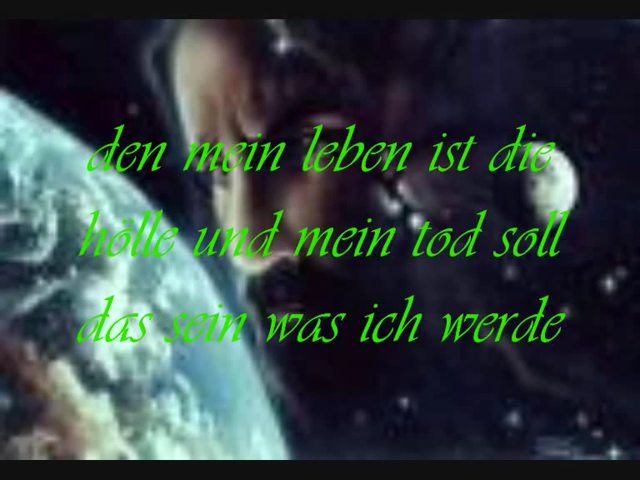 den mein leben ist die
hölle und mein tod soll
das sein was ich werde